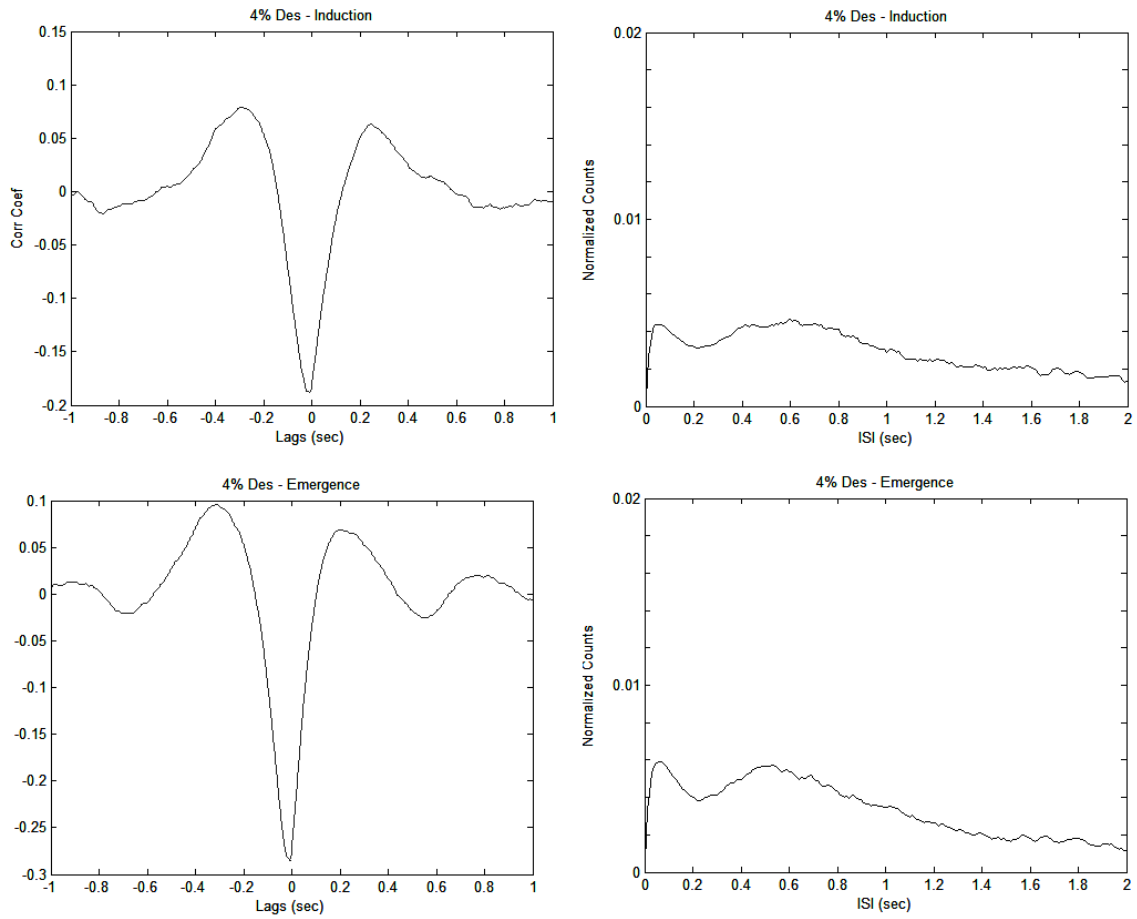 4% Des - Induction
0.15
0.1
0.05
0
-0.05
-0.1
-0.15
-0.2
Corr Coef
-1 -0.8 -0.6 -0.4 -0.2 0 0.2 0.4 0.6 0.8 1
Lags (sec)
4% Des - Induction
0.02
0.01
0
Normalized Counts
0 0.2 0.4 0.6 0.8 1 1.2 1.4 1.6 1.8 2
ISI (sec)
4% Des - Emergence
0.1
0.05
0
-0.05
-0.1
-0.15
-0.2
-0.25
-0.3
-1 -0.8 -0.6 -0.4 -0.2 0 0.2 0.4 0.6 0.8 1
Lags (sec)
4% Des - Emergence
0.02
0.01
0
Normalized Counts
0 0.2 0.4 0.6 0.8 1 1.2 1.4 1.6 1.8 2
ISI (sec)